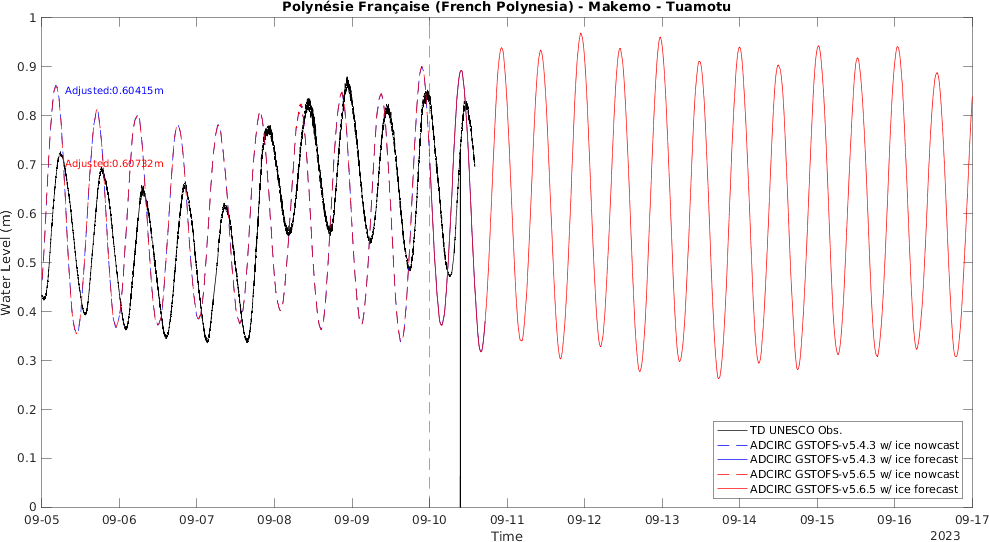 Polynésie Française (French Polynesia) - Makemo - Tuamotu
1
0.9
0.8
0.7
0.6
0.5
0.4
0.3
0.2
0.1
0
Water Level (m)
Adjusted:0.60415m
Adjusted:0.60732m
TD UNESCO Obs.
ADCIRC GSTOFS-v5.4.3 w/ ice nowcast
ADCIRC GSTOFS-v5.4.3 w/ ice forecast
ADCIRC GSTOFS-v5.6.5 w/ ice nowcast
ADCIRC GSTOFS-v5.6.5 w/ ice forecast
09-05 09-06 09-07 09-08 09-09 09-10 09-11 09-12 09-13 09-14 09-15 09-16 09-17
Time
2023